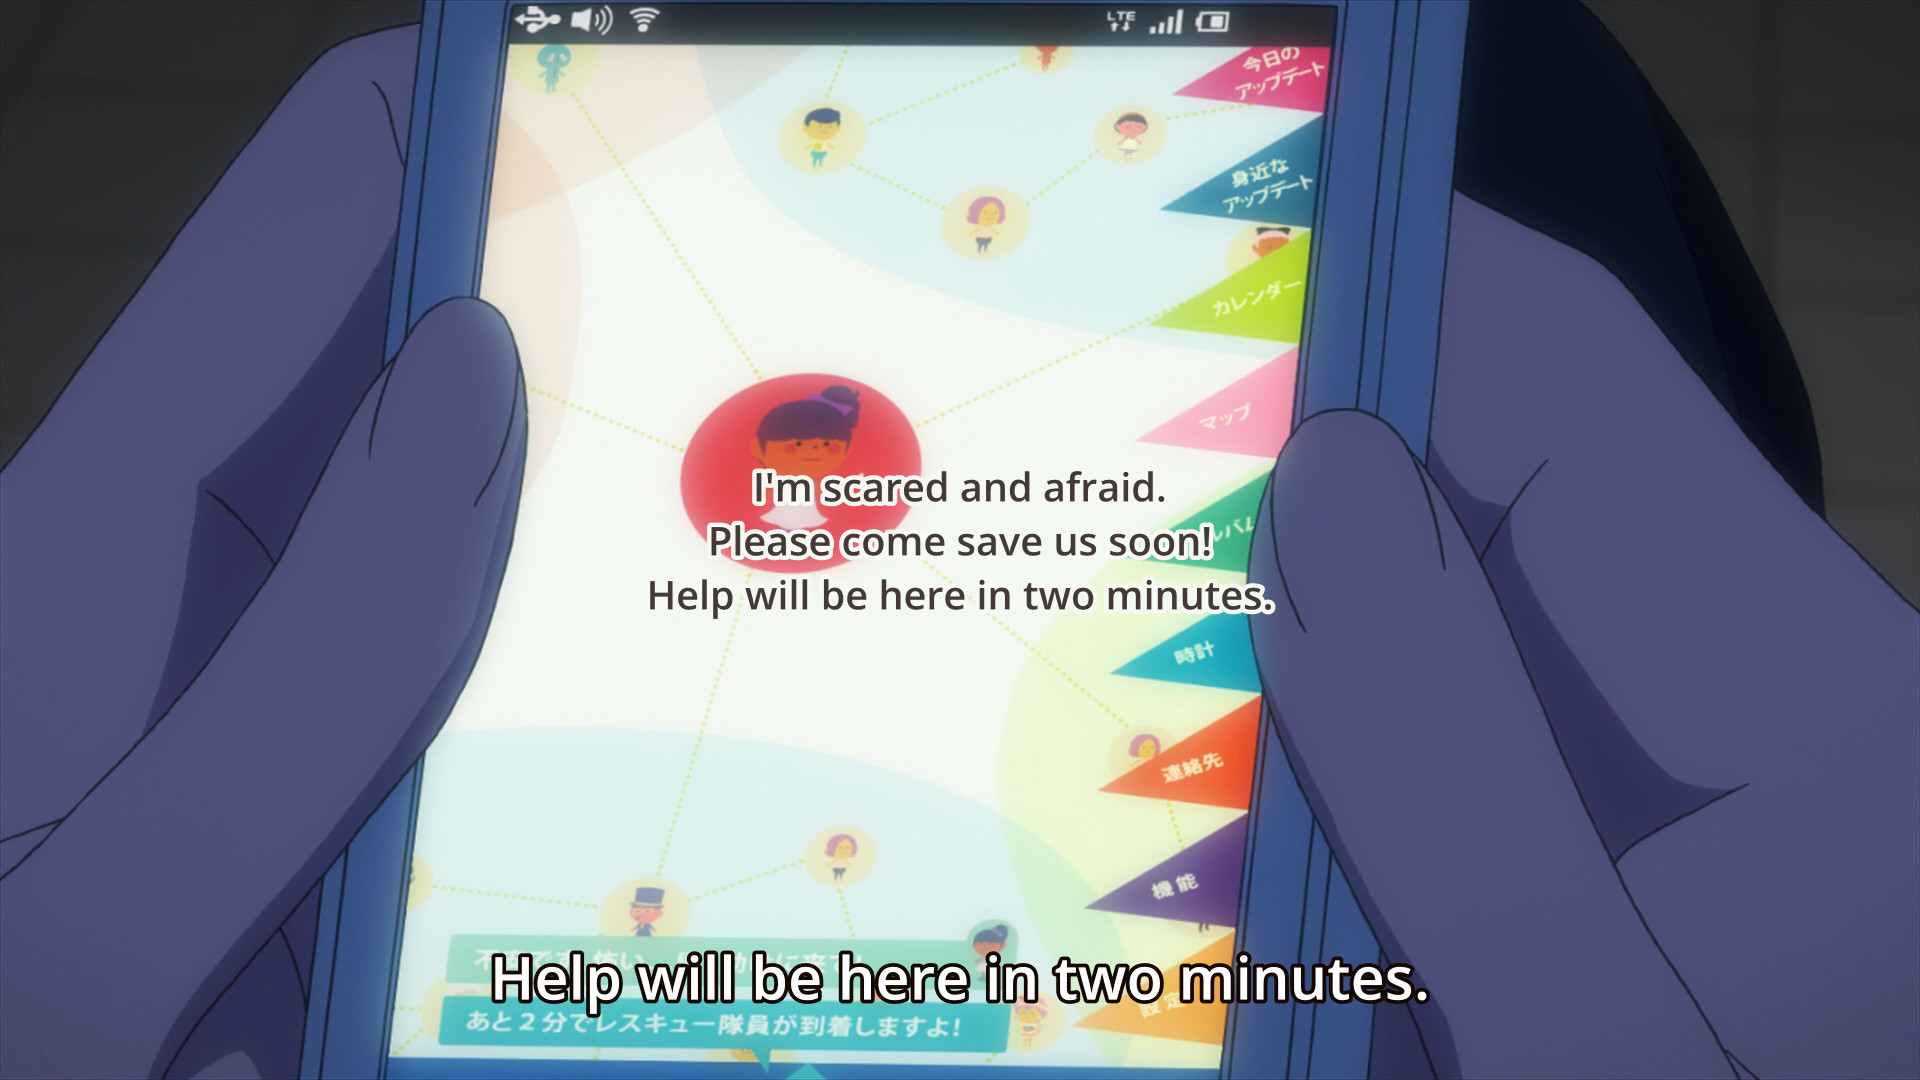 LTE
今日の
アップデート
身近な
アップデート
カレンダー
マップ
I'm scared and afraid.
Please come save us soon!
Help will be here in two minutes.
時計
連絡先
機能
Help will be here in two minutes.
設定
あと2分でレスキュー隊員が到着しますよ!